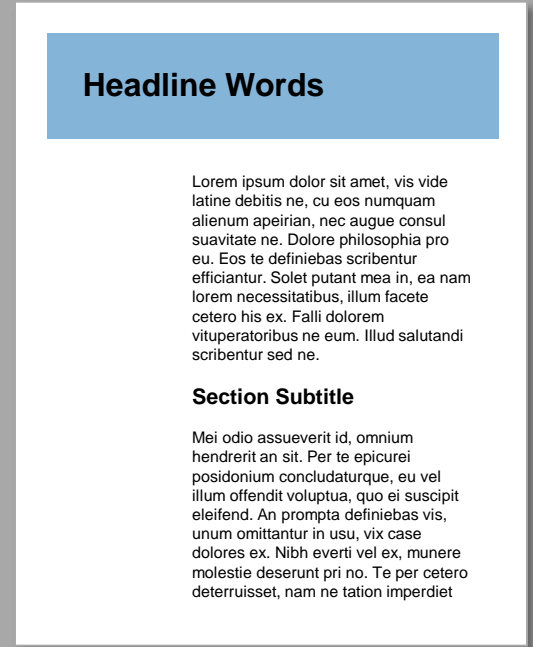 Headline Words
Lorem ipsum dolor sit amet, vis vide
latine debitis ne, cu eos numquam
alienum apeirian, nec augue consul
suavitate ne. Dolore philosophia pro
eu. Eos te definiebas scribentur
efficiantur. Solet putant mea in, ea nam
lorem necessitatibus, illum facete
cetero his ex. Falli dolorem
vituperatoribus ne eum. Illud salutandi
scribentur sed ne.
Section Subtitle
Mei odio assueverit id, omnium
hendrerit an sit. Per te epicurei
posidonium concludaturque, eu vel
illum offendit voluptua, quo ei suscipit
eleifend. An prompta definiebas vis,
unum omittantur in usu, vix case
dolores ex. Nibh everti vel ex, munere
molestie deserunt pri no. Te per cetero
deterruisset, nam ne tation imperdiet